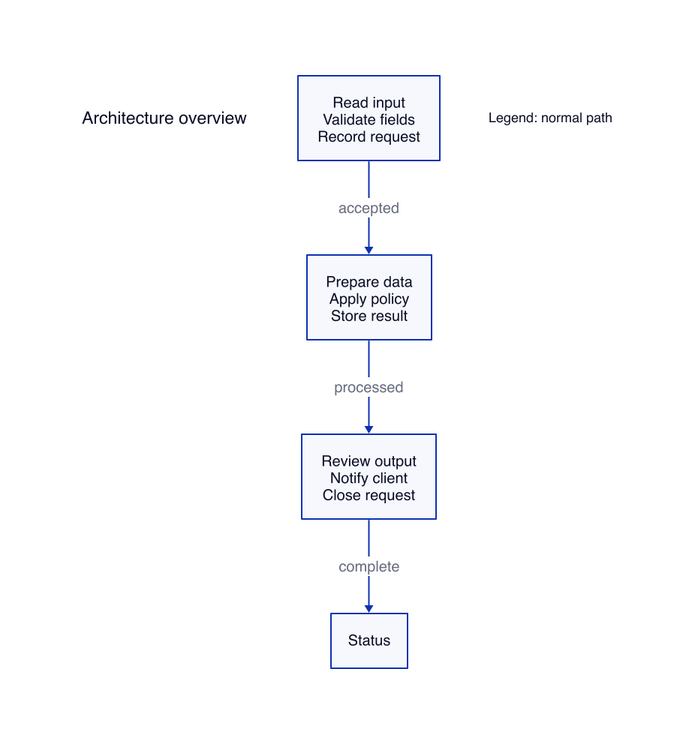 Architecture overview
Read input
Validate fields
Record request
Legend: normal path
accepted
Prepare data
Apply policy
Store result
processed
Review output
Notify client
Close request
complete
Status